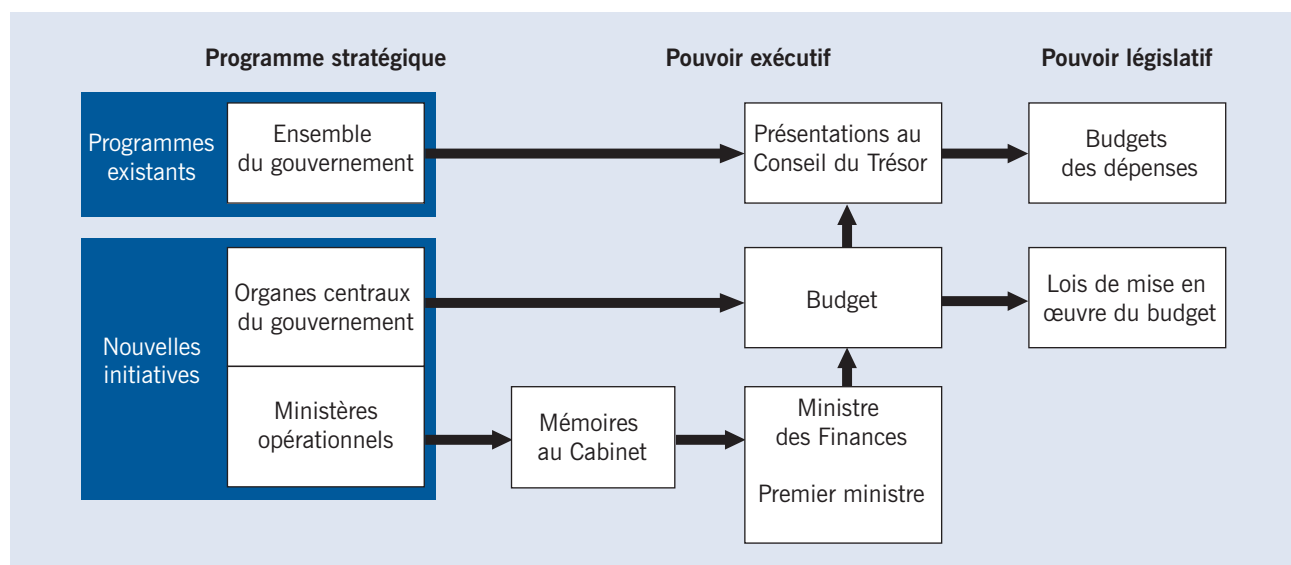 Programme stratégique
Pouvoir exécutif
Pouvoir législatif
Programmes
existants
Ensemble
du gouvernement
Présentations au
Conseil du Trésor
Budgets
des dépenses
Nouvelles
initiatives
Organes centraux
du gouvernement
Budget
Lois de mise en
œuvre du budget
Ministères
opérationnels
Mémoires
au Cabinet
Ministre
des Finances
Premier ministre